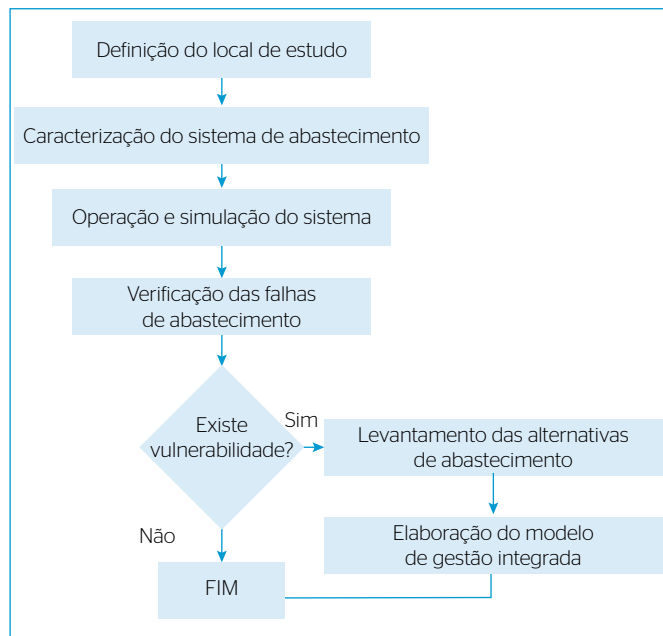 Definição do local de estudo
Caracterização do sistema de abastecimento
Operação e simulação do sistema
Verificação das falhas
de abastecimento
Existe
vulnerabilidade?
Sim
Levantamento das alternativas
de abastecimento
Elaboração do modelo
de gestão integrada
Não
FIM